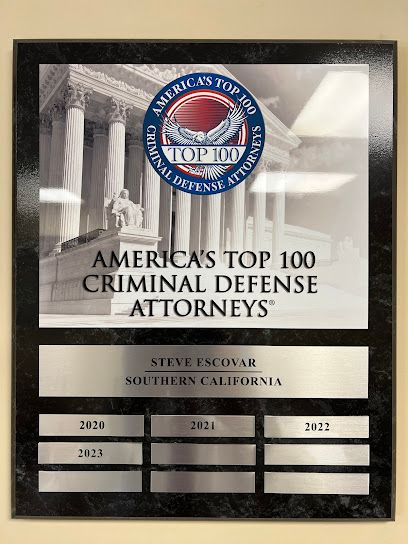 AMERICA'S TOP 100
TOP 100
CRIMINAL DEFENSE ATTORNEYS
AMERICA'S TOP 100
CRIMINAL DEFENSE
ATTORNEYS®
STEVE ESCOVAR
SOUTHERN CALIFORNIA
2020 2021 2022
2023